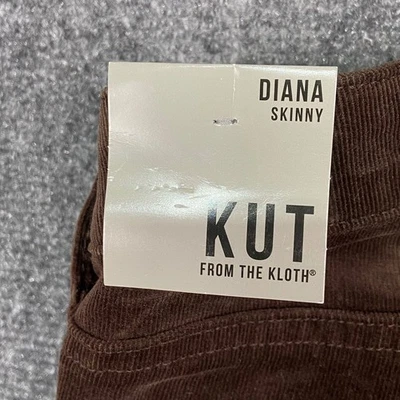 DIANA
SKINNY
KUT
FROM THE KLOTH®